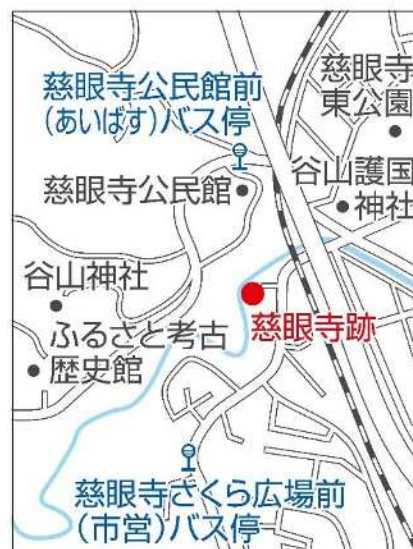 慈眼寺公民館前
(あいばす)バス停
慈眼寺
東公園
慈眼寺公民館
谷山護国
神社
谷山神社
慈眼寺跡
ふるさと考古
歴史館
慈眼寺さくら広場前
(市営)バス停